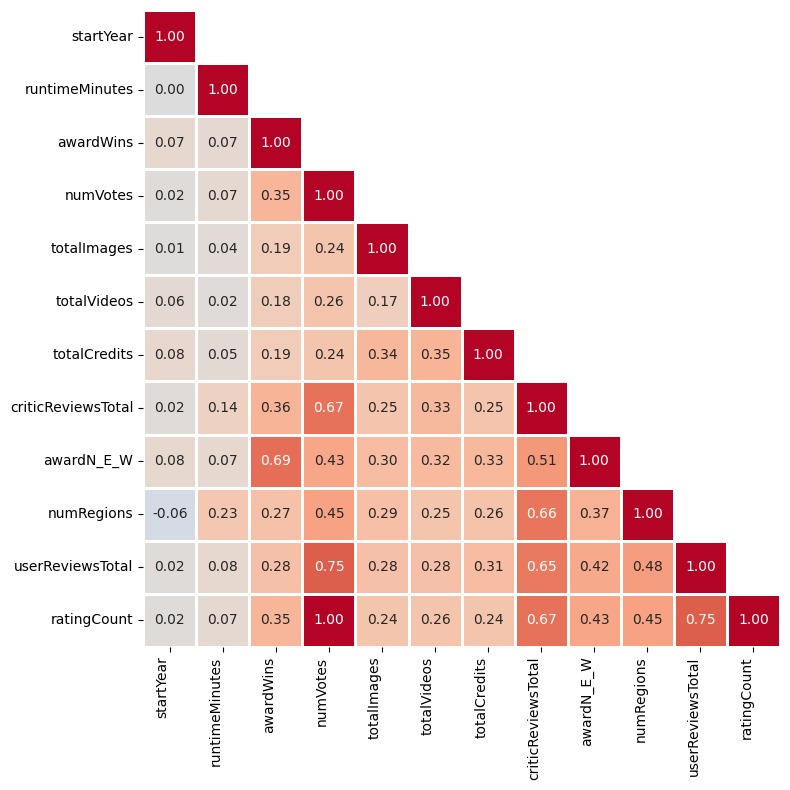 startYear 1.00
runtimeMinutes 0.00 1.00
awardWins 0.07 0.07 1.00
numVotes 0.02 0.07 0.35 1.00
totalImages 0.01 0.04 0.19 0.24 1.00
totalVideos 0.06 0.02 0.18 0.26 0.17 1.00
totalCredits 0.08 0.05 0.19 0.24 0.34 0.35 1.00
criticReviewsTotal 0.02 0.14 0.36 0.67 0.25 0.33 0.25 1.00
awardN_E_W 0.08 0.07 0.69 0.43 0.30 0.32 0.33 0.51 1.00
numRegions -0.06 0.23 0.27 0.45 0.29 0.25 0.26 0.66 0.37 1.00
userReviewsTotal 0.02 0.08 0.28 0.75 0.28 0.28 0.31 0.65 0.42 0.48 1.00
ratingCount 0.02 0.07 0.35 1.00 0.24 0.26 0.24 0.67 0.43 0.45 0.75 1.00
startYear
runtimeMinutes
awardWins
numVotes
totalImages
totalVideos
totalCredits
criticReviewsTotal
awardN_E_W
numRegions
userReviewsTotal
ratingCount